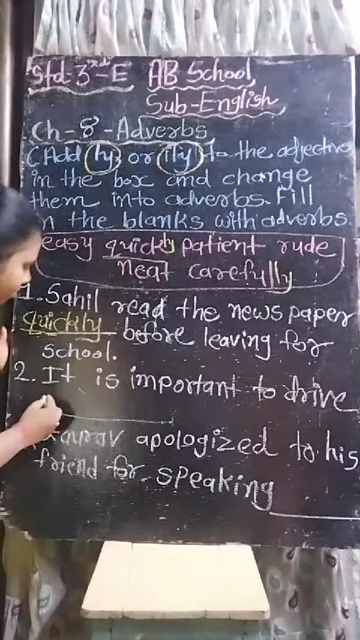 Std-3rd-E AB School
Sub-English
Ch-8-Adverbs
(Add (ly) or (ily) to the adjective
in the box and change
them into adverbs. Fill
in the blanks with adverbs.
easy quickly patient rude
neat carefully
1. Sahil read the news paper
quickily before leaving for
school.
2. It is important to drive
apologized to his
friend for speaking